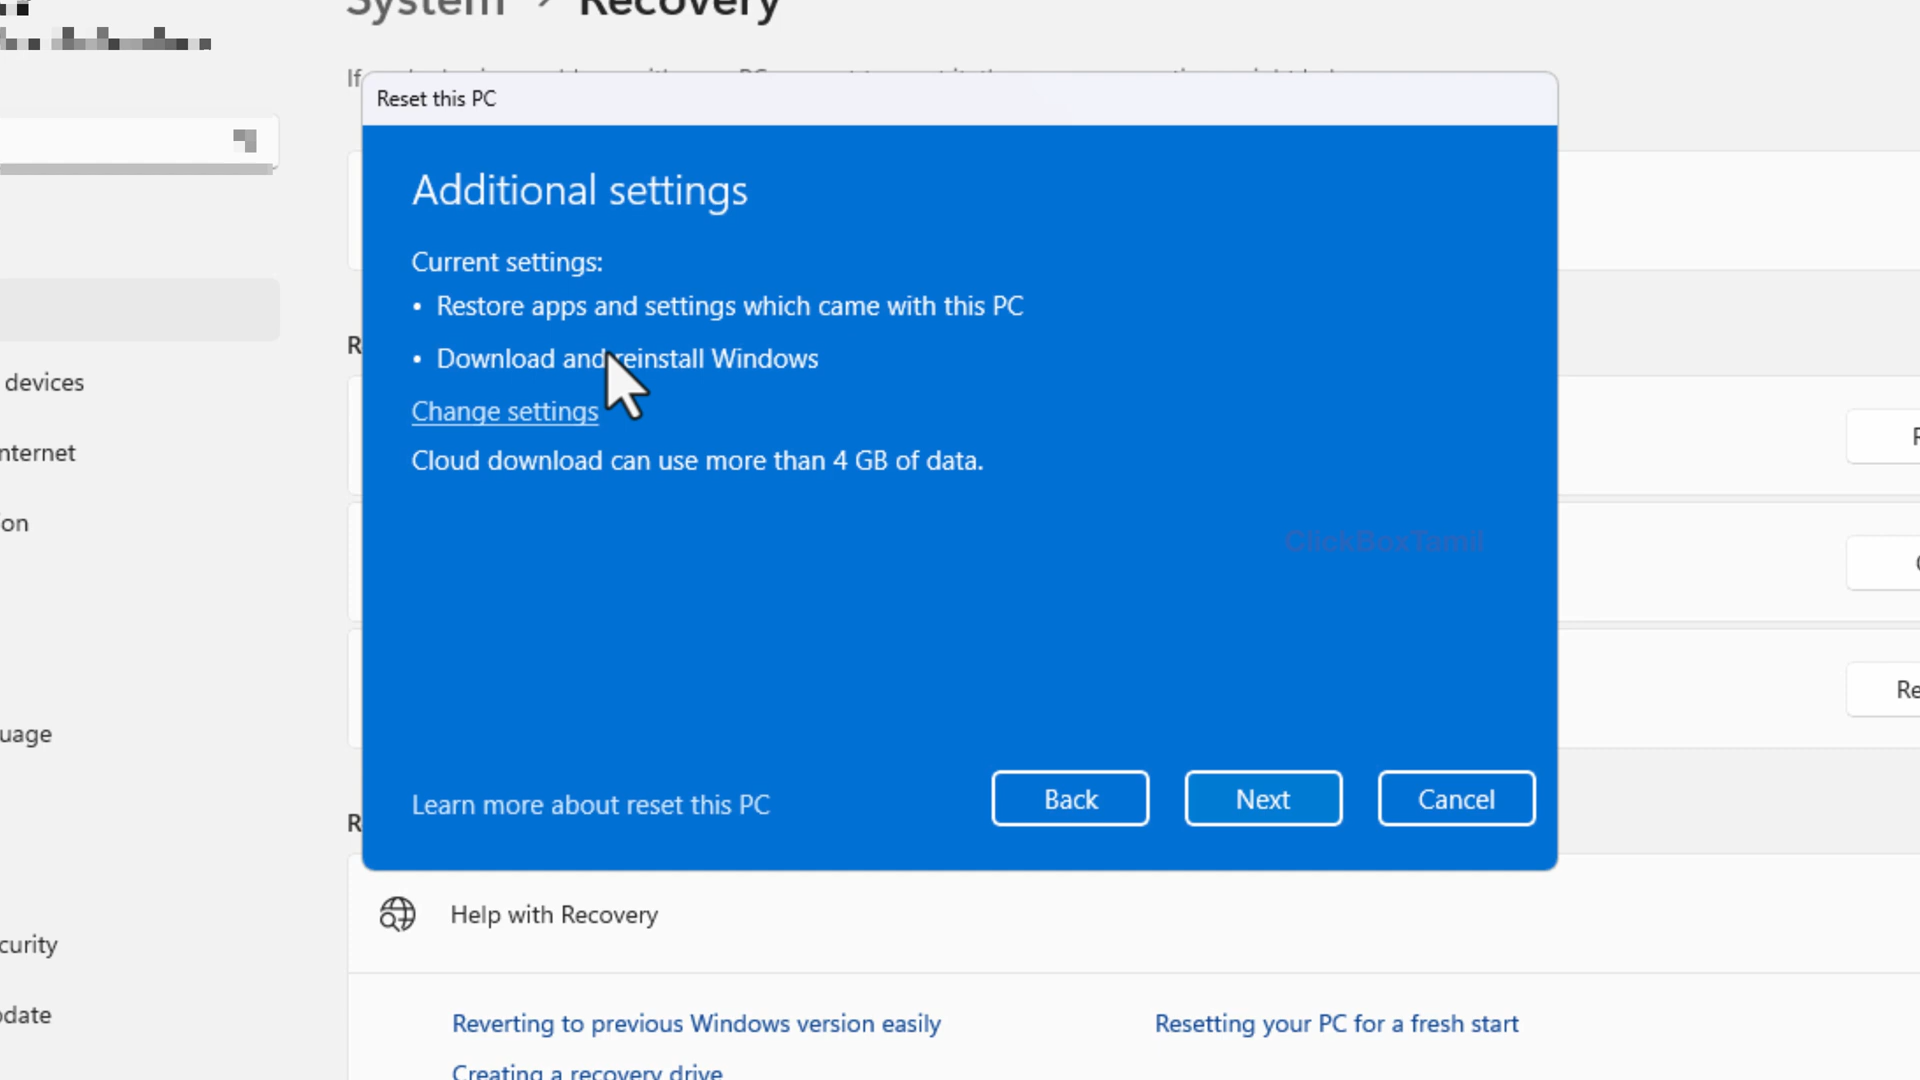 System > Recovery
Reset this PC
Additional settings
Current settings:
• Restore apps and settings which came with this PC
• Download and reinstall Windows
Change settings
Cloud download can use more than 4 GB of data.
ClickBoxTamil
Learn more about reset this PC
Back
Next
Cancel
devices
nternet
on
uage
curity
pdate
R
R
Re
Help with Recovery
Reverting to previous Windows version easily
Resetting your PC for a fresh start
Creating a recovery drive